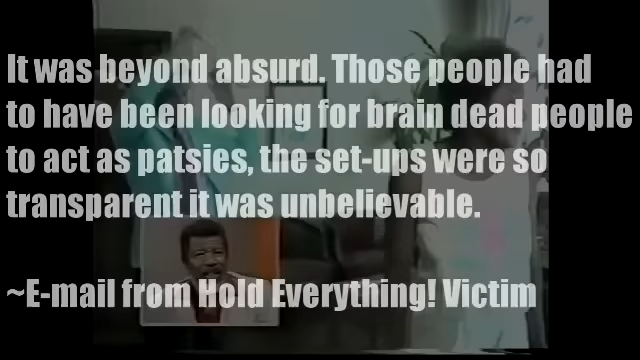 It was beyond absurd. Those people had
to have been looking for brain dead people
to act as patsies, the set-ups were so
transparent it was unbelievable.
~E-mail from Hold Everything! Victim